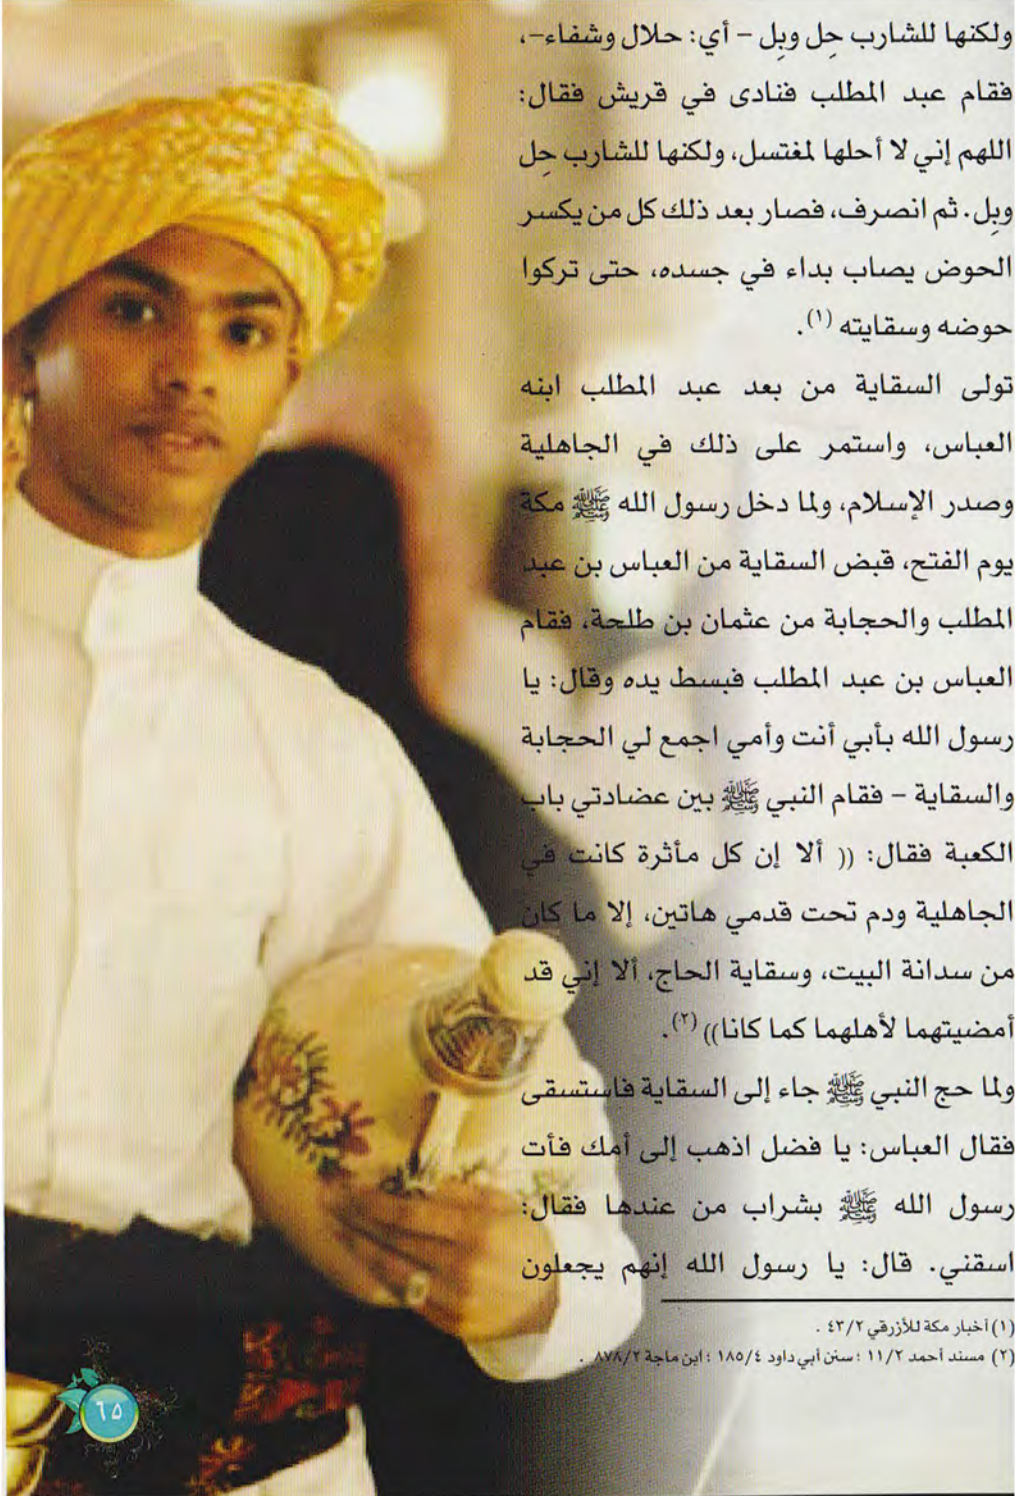 ولكنها للشارب حِل وبِل – أي: حلال وشفاء–،
فقام عبد المطلب فنادى في قريش فقال:
اللهم إني لا أحلها لمغتسل، ولكنها للشارب حِل
وبِل. ثم انصرف، فصار بعد ذلك كل من يكسر
الحوض يصاب بداء في جسده، حتى تركوا
حوضه وسقايته (١).
تولى السقاية من بعد عبد المطلب ابنه
العباس، واستمر على ذلك في الجاهلية
وصدر الإسلام، ولما دخل رسول الله ﷺ مكة
يوم الفتح، قبض السقاية من العباس بن عبد
المطلب والحجابة من عثمان بن طلحة، فقام
العباس بن عبد المطلب فبسط يده وقال: يا
رسول الله بأبي أنت وأمي اجمع لي الحجابة
والسقاية – فقام النبي ﷺ بين عضادتي باب
الكعبة فقال: (( ألا إن كل مأثرة كانت في
الجاهلية ودم تحت قدمي هاتين، إلا ما كان
من سدانة البيت، وسقاية الحاج، ألا إني قد
أمضيتهما لأهلهما كما كانا)) (٢).
ولما حج النبي ﷺ جاء إلى السقاية فاستسقى
فقال العباس: يا فضل اذهب إلى أمك فأت
رسول الله ﷺ بشراب من عندها فقال:
اسقني. قال: يا رسول الله إنهم يجعلون
(١) أخبار مكة للأزرقي ٤٣/٢ .
(٢) مسند أحمد ١١/٢ ؛ سنن أبي داود ١٨٥/٤ ؛ ابن ماجة ٨٧٨/٢ .
٦٥